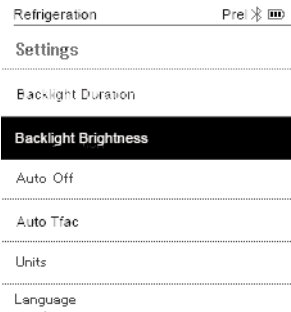 Refrigeration Prel
Settings
Backlight Duration
Backlight Brightness
Auto Off
Auto Tfac
Units
Language